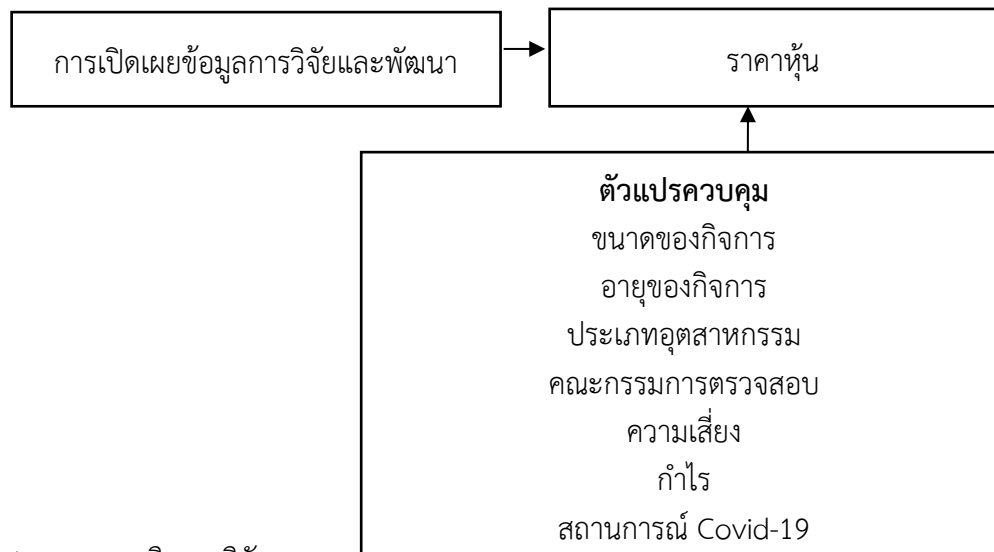 การเปิดเผยข้อมูลการวิจัยและพัฒนา
ราคาหุ้น
ตัวแปรควบคุม
ขนาดของกิจการ
อายุของกิจการ
ประเภทอุตสาหกรรม
คณะกรรมการตรวจสอบ
ความเสี่ยง
กำไร
สถานการณ์ Covid-19